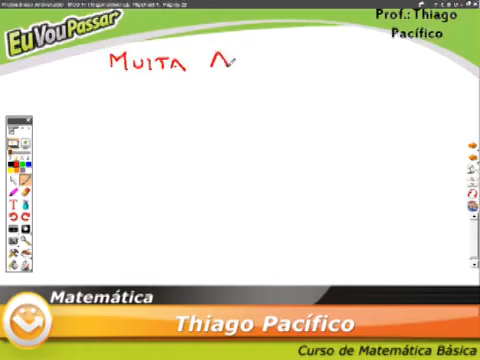 EuVouPassar
Prof.: Thiago
Pacífico
MUITA A
Matemática
Thiago Pacífico
Curso de Matemática Básica